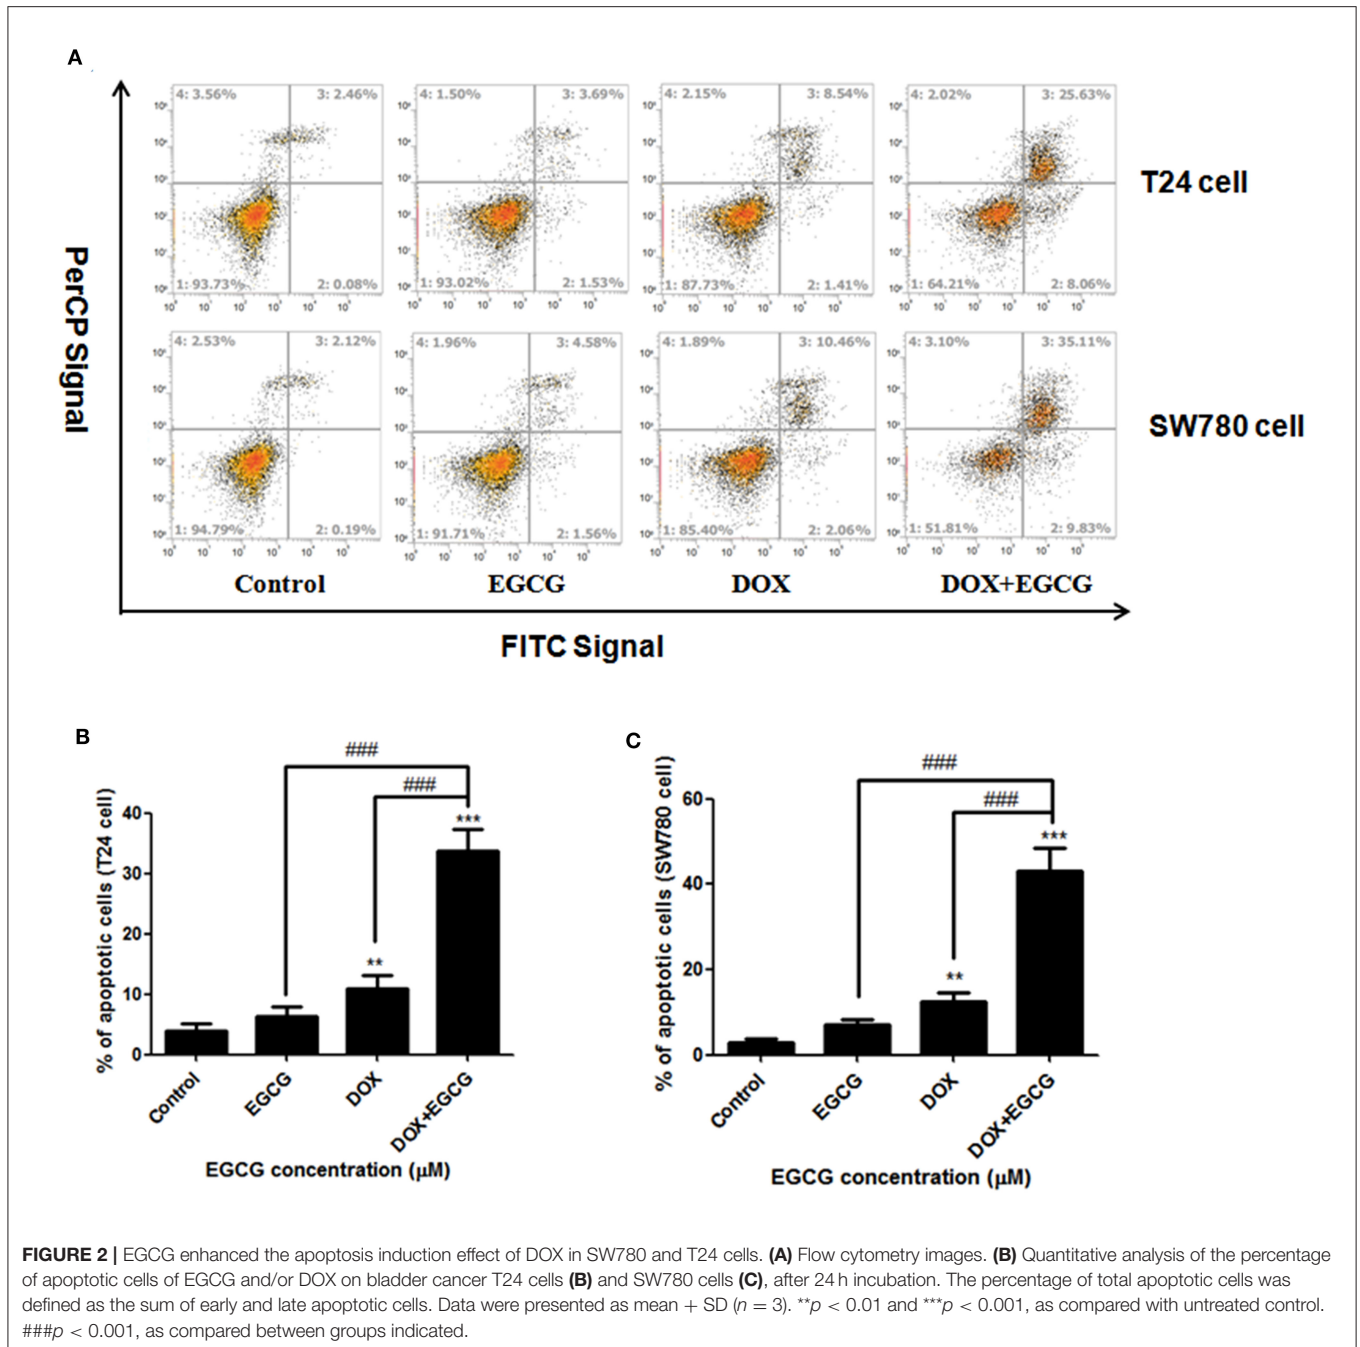 A
4: 3.56% 3: 2.46%
1: 93.73% 2: 0.08%
4: 1.50% 3: 3.69%
1: 93.02% 2: 1.53%
4: 2.15% 3: 8.54%
1: 87.73% 2: 1.41%
4: 2.02% 3: 25.63%
1: 64.21% 2: 8.06%
T24 cell
PerCP Signal
4: 2.53% 3: 2.12%
1: 94.79% 2: 0.19%
4: 1.96% 3: 4.58%
1: 91.71% 2: 1.56%
4: 1.89% 3: 10.46%
1: 85.40% 2: 2.06%
4: 3.10% 3: 35.11%
1: 51.81% 2: 9.83%
SW780 cell
Control EGCG DOX DOX+EGCG
FITC Signal
B
% of apoptotic cells (T24 cell)
40
30
20
10
0
###
###
**
***
Control EGCG DOX DOX+EGCG
EGCG concentration (μM)
C
% of apoptotic cells (SW780 cell)
60
40
20
0
###
###
**
***
Control EGCG DOX DOX+EGCG
EGCG concentration (μM)
FIGURE 2 | EGCG enhanced the apoptosis induction effect of DOX in SW780 and T24 cells. (A) Flow cytometry images. (B) Quantitative analysis of the percentage
of apoptotic cells of EGCG and/or DOX on bladder cancer T24 cells (B) and SW780 cells (C), after 24 h incubation. The percentage of total apoptotic cells was
defined as the sum of early and late apoptotic cells. Data were presented as mean + SD (n = 3). **p < 0.01 and ***p < 0.001, as compared with untreated control.
###p < 0.001, as compared between groups indicated.